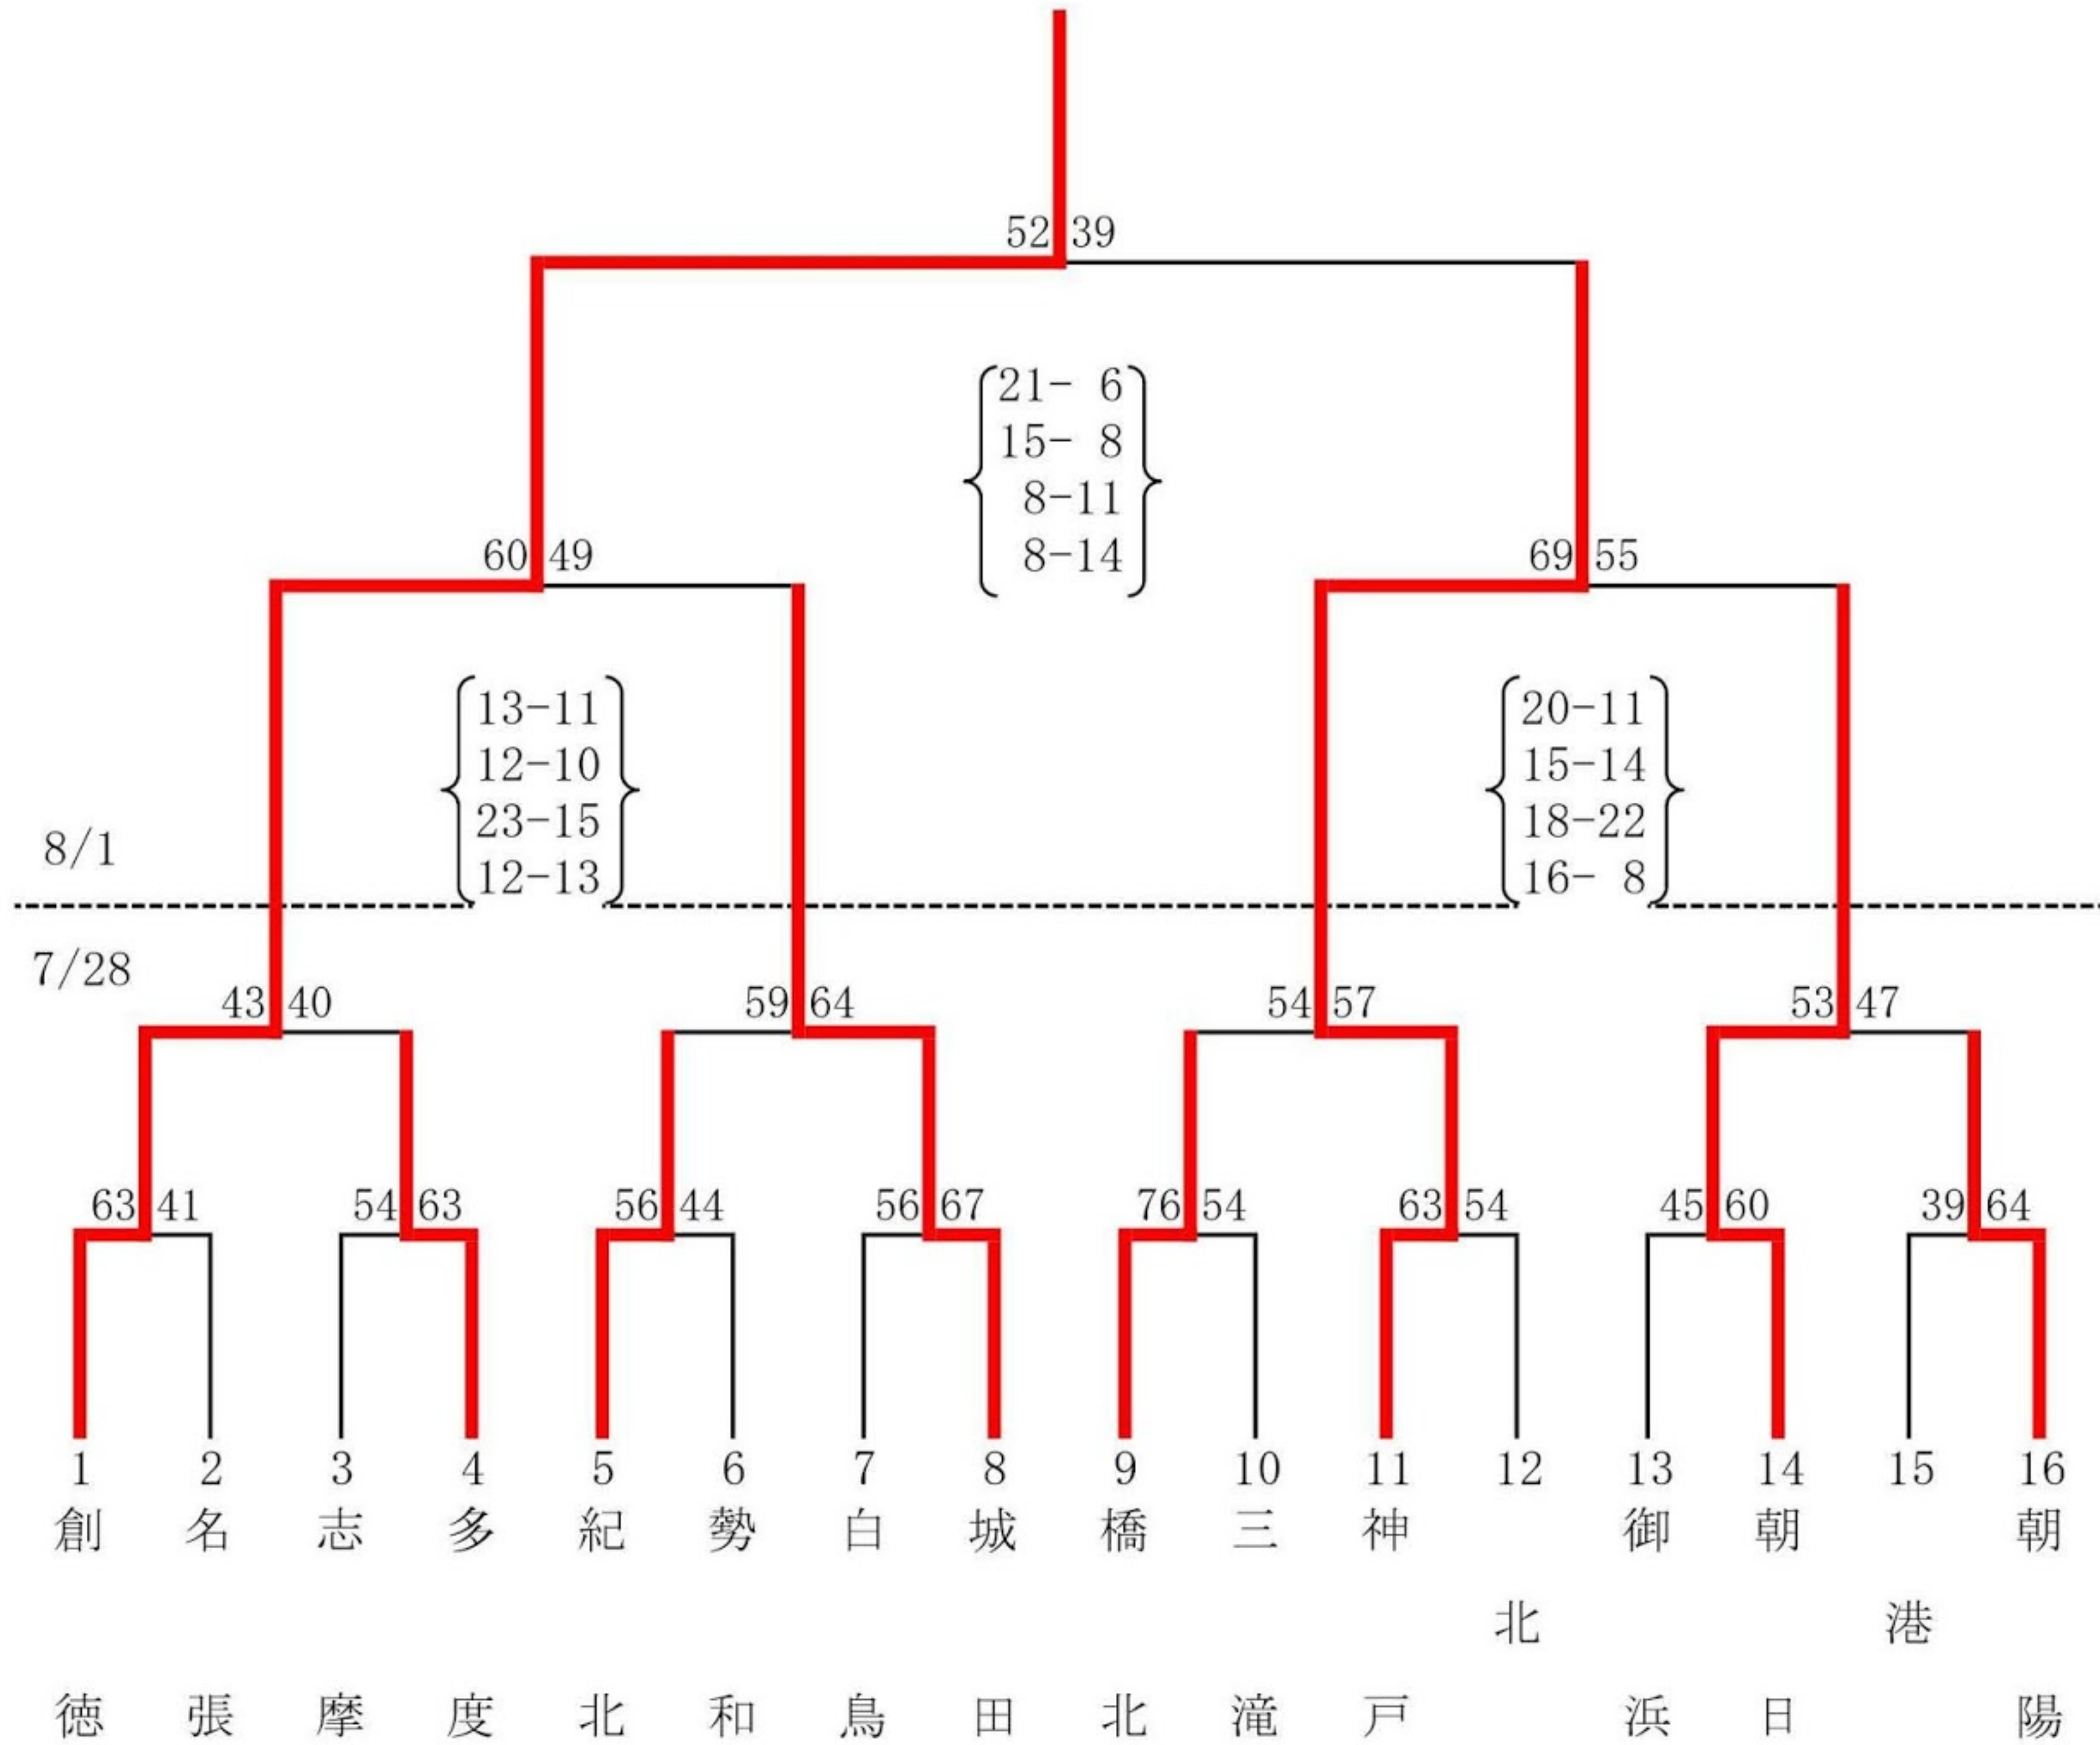 52 39
21- 6
15- 8
8-11
8-14
60 49
69 55
13-11
12-10
23-15
12-13
20-11
15-14
18-22
16- 8
8/1
7/28
43 40
59 64
54 57
53 47
63 41
54 63
56 44
56 67
76 54
63 54
45 60
39 64
1 2 3 4 5 6 7 8 9 10 11 12 13 14 15 16
創徳
名張
志摩
多度
紀北
勢和
白鳥
城田
橋北
三滝
神戸
北
御浜
朝日
港
朝陽